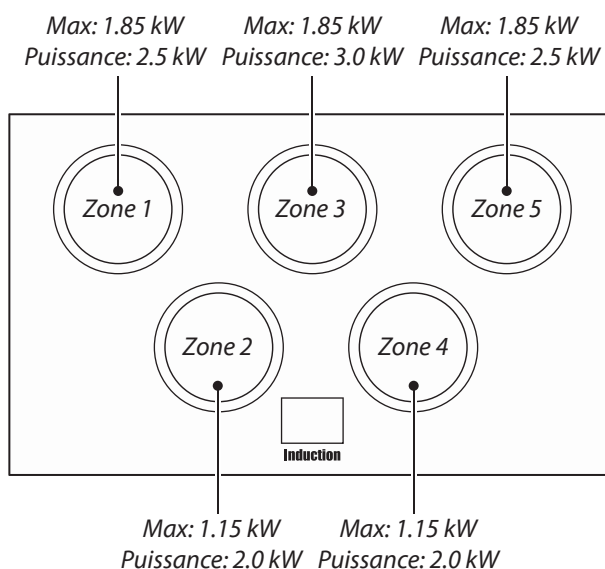 Max: 1.85 kW
Puissance: 2.5 kW
Max: 1.85 kW
Puissance: 3.0 kW
Max: 1.85 kW
Puissance: 2.5 kW
Zone 1
Zone 3
Zone 5
Zone 2
Zone 4
Induction
Max: 1.15 kW
Puissance: 2.0 kW
Max: 1.15 kW
Puissance: 2.0 kW